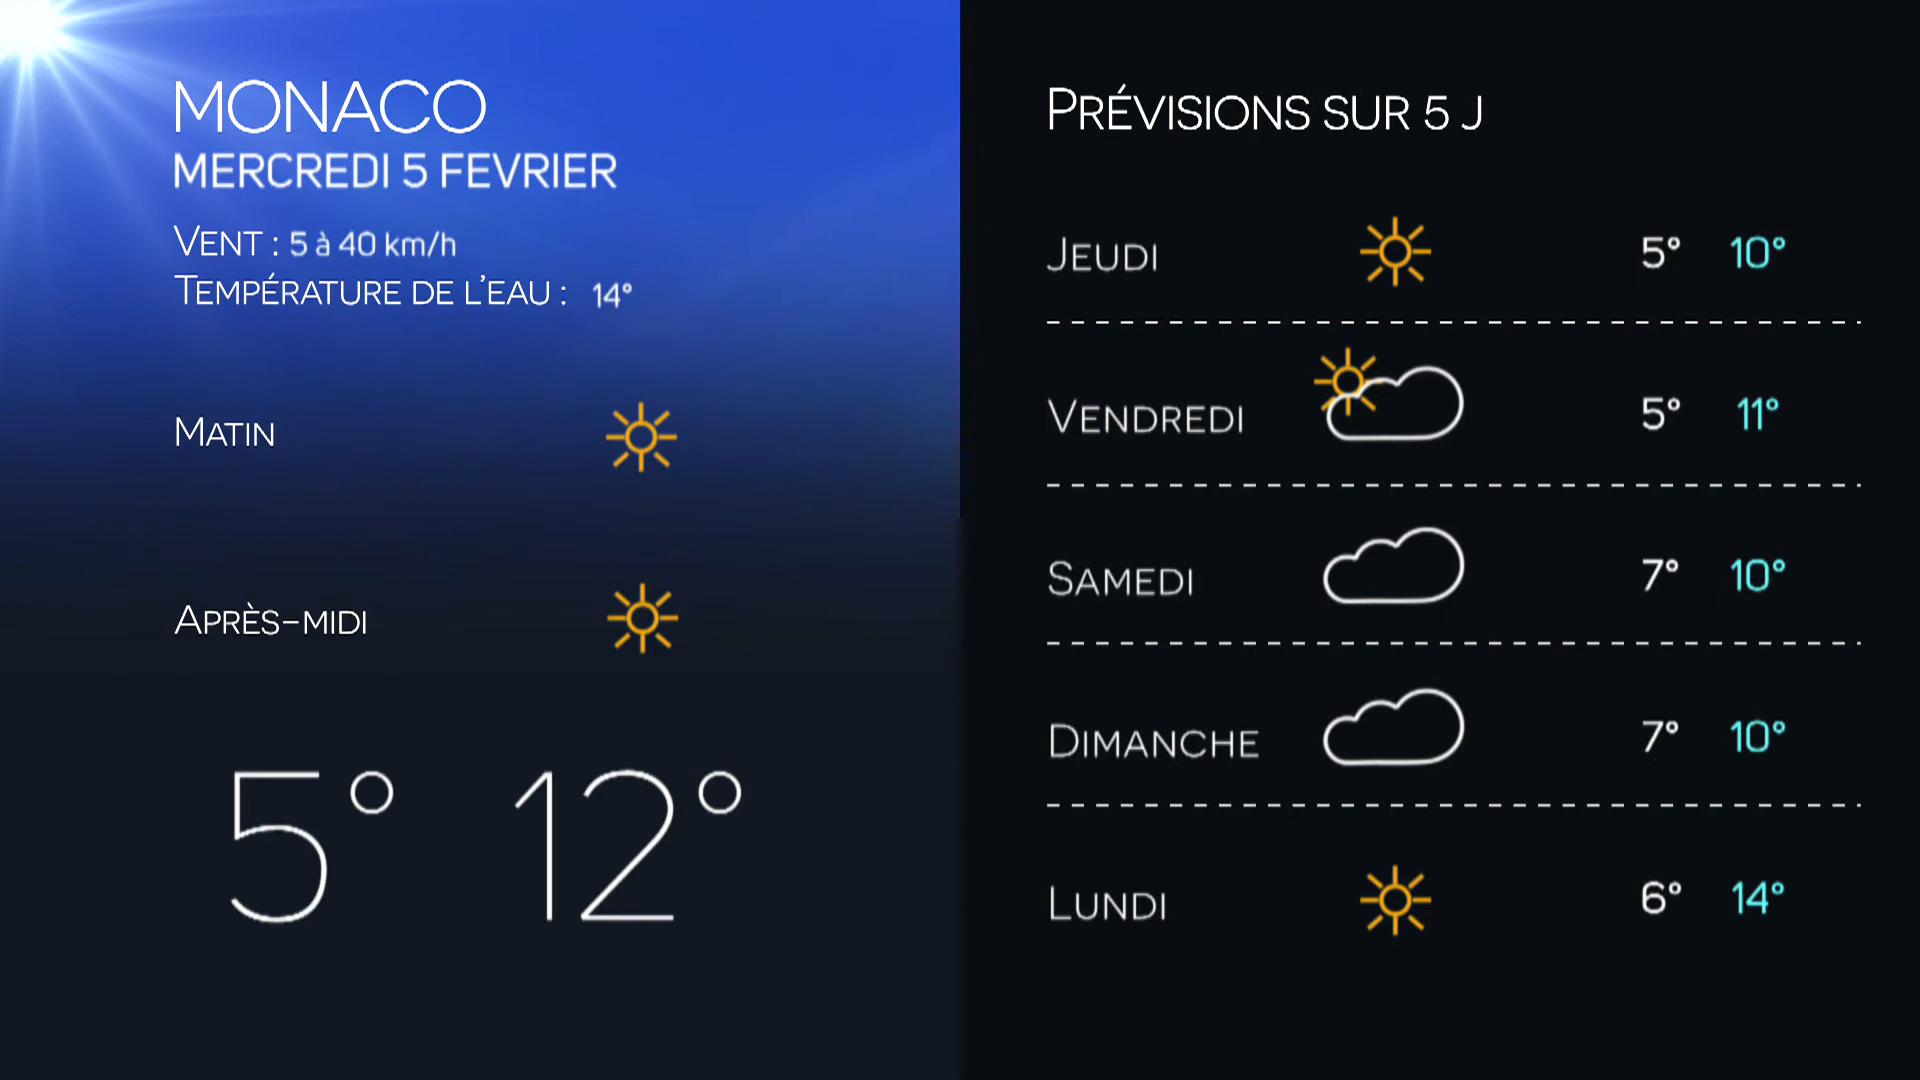 MONACO
MERCREDI 5 FEVRIER
VENT : 5 à 40 km/h
TEMPÉRATURE DE L'EAU : 14°
MATIN
APRÈS-MIDI
5° 12°
PRÉVISIONS SUR 5 J
JEUDI 5° 10°
VENDREDI 5° 11°
SAMEDI 7° 10°
DIMANCHE 7° 10°
LUNDI 6° 14°